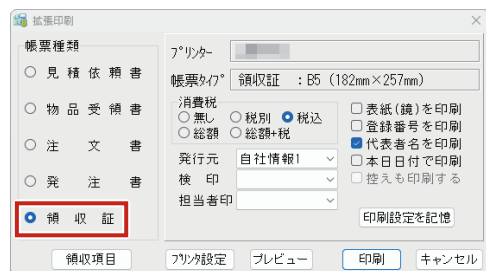 拡張印刷
帳票種類
見積依頼書
物品受領書
注文書
発注書
領収証
領収項目
プリンター
帳票タイプ 領収証 ：B5 (182mm×257mm)
消費税
無し 税別 税込
総額 総額+税
発行元 自社情報1
検印
担当者印
表紙(鏡)を印刷
登録番号を印刷
代表者名を印刷
本日日付で印刷
控えも印刷する
印刷設定を記憶
プリンタ設定 プレビュー 印刷 キャンセル